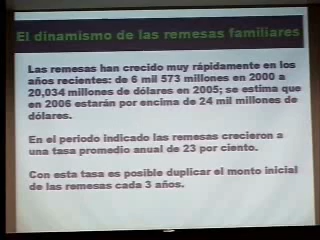 El dinamismo de las remesas familiares
Las remesas han crecido muy rápidamente en los
años recientes: de 6 mil 573 millones en 2000 a
20,034 millones de dólares en 2005; se estima que
en 2006 estarán por encima de 24 mil millones de
dólares.
En el periodo indicado las remesas crecieron a
una tasa promedio anual de 23 por ciento.
Con esta tasa es posible duplicar el monto inicial
de las remesas cada 3 años.